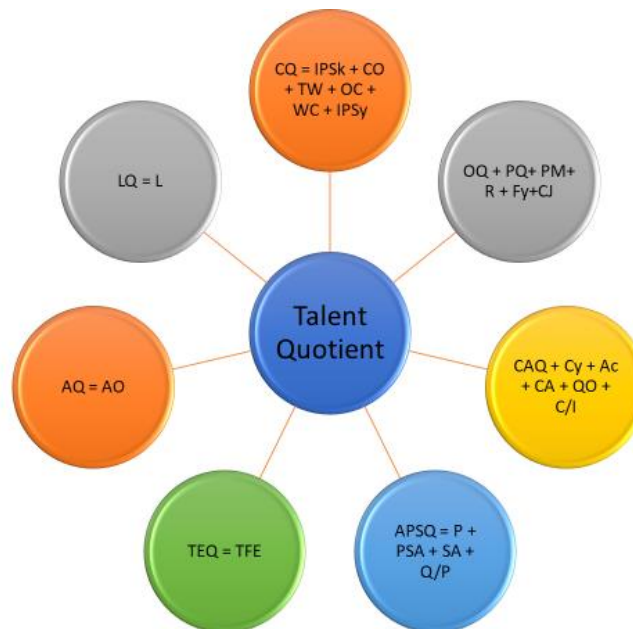 CQ = IPSk + CO
+ TW + OC +
WC + IPSy
OQ + PQ+ PM+
R + Fy+CJ
LQ = L
Talent
Quotient
CAQ + Cy + Ac
+ CA + QO +
C/I
AQ = AO
APSQ = P +
PSA + SA +
Q/P
TEQ = TFE